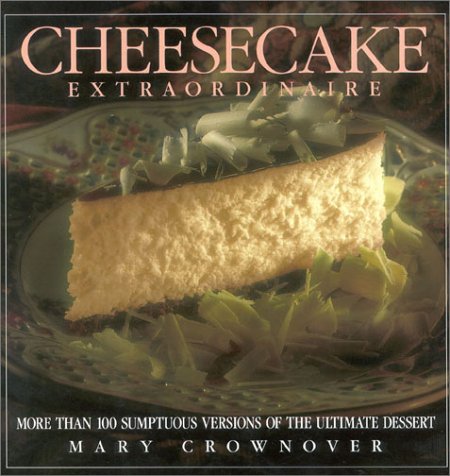 CHEESECAKE
EXTRAORDINAIRE
MORE THAN 100 SUMPTUOUS VERSIONS OF THE ULTIMATE DESSERT
MARY CROWNOVER